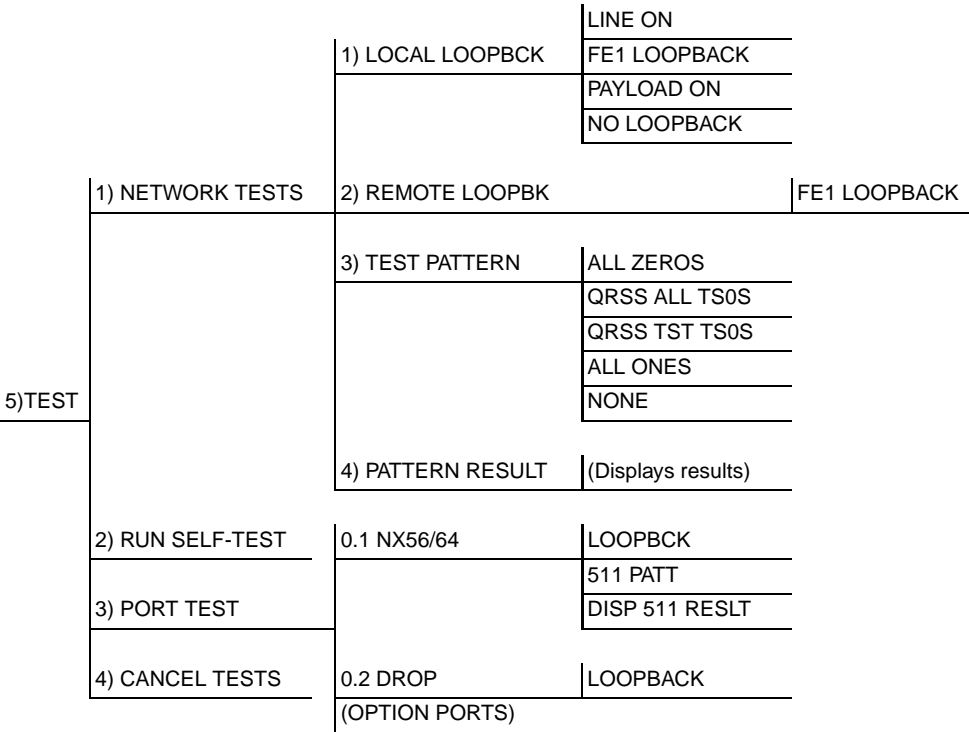 LINE ON
1) LOCAL LOOPBCK
FE1 LOOPBACK
PAYLOAD ON
NO LOOPBACK
1) NETWORK TESTS
2) REMOTE LOOPBK
FE1 LOOPBACK
3) TEST PATTERN
ALL ZEROS
QRSS ALL TS0S
QRSS TST TS0S
ALL ONES
5)TEST
NONE
4) PATTERN RESULT
(Displays results)
2) RUN SELF-TEST
0.1 NX56/64
LOOPBCK
511 PATT
3) PORT TEST
DISP 511 RESLT
4) CANCEL TESTS
0.2 DROP
LOOPBACK
(OPTION PORTS)